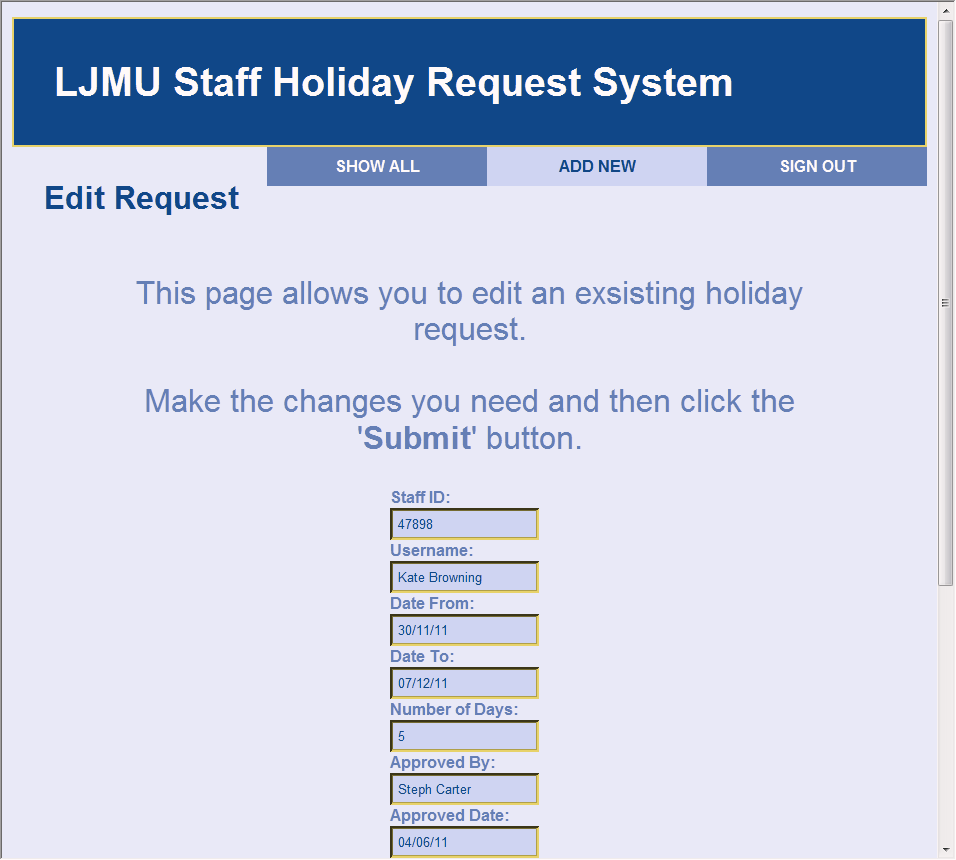 LJMU Staff Holiday Request System
SHOW ALL
ADD NEW
SIGN OUT
Edit Request
This page allows you to edit an exsisting holiday
request.
Make the changes you need and then click the
'Submit' button.
Staff ID:
47898
Username:
Kate Browning
Date From:
30/11/11
Date To:
07/12/11
Number of Days:
5
Approved By:
Steph Carter
Approved Date:
04/06/11